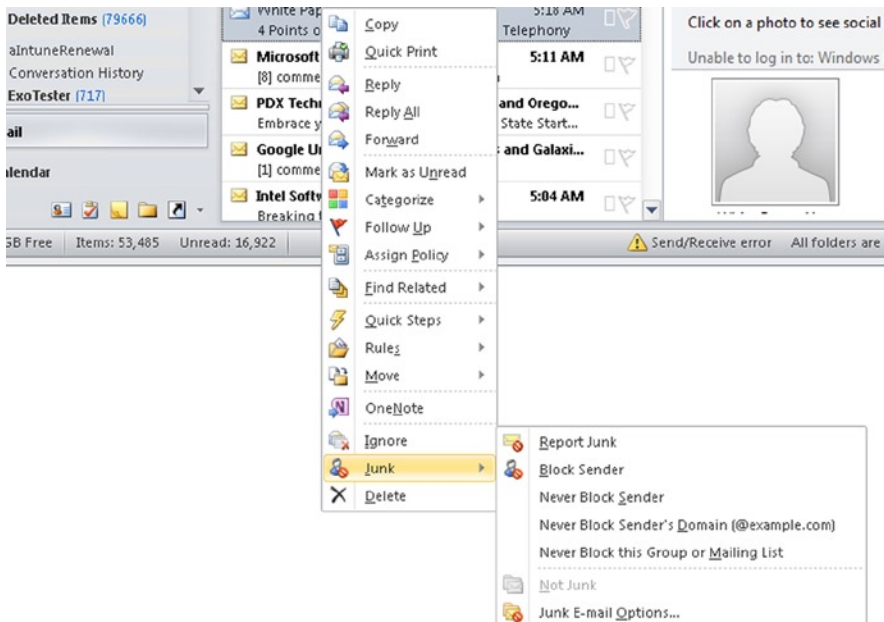 Deleted Items (79666)
aIntuneRenewal
Conversation History
ExoTester (717)
ail
alendar
GB Free Items: 53,485 Unread: 16,922
White Pap
5:18 AM
4 Points o
Telephony
Microsoft
5:11 AM
[8] comme
PDX Techn
and Orego...
Embrace y
State Start...
Google Un
and Galaxi...
[1] comme
Intel Softw
5:04 AM
Breaking
Click on a photo to see social
Unable to log in to: Windows
Send/Receive error All folders are
Copy
Quick Print
Reply
Reply All
Forward
Mark as Unread
Categorize
Follow Up
Assign Policy
Find Related
Quick Steps
Rules
Move
OneNote
Ignore
Junk
Delete
Report Junk
Block Sender
Never Block Sender
Never Block Sender's Domain (@example.com)
Never Block this Group or Mailing List
Not Junk
Junk E-mail Options...